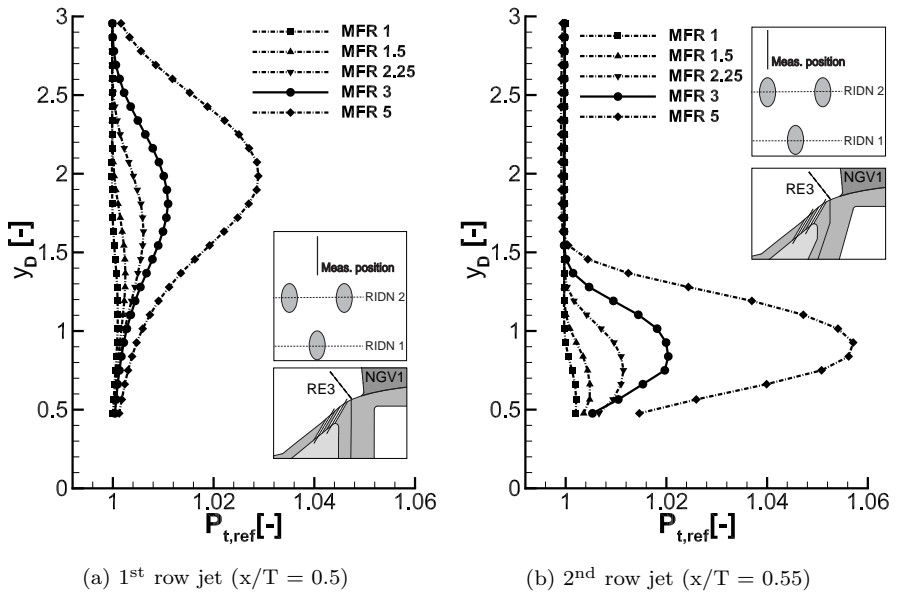 3
2.5
2
1.5
1
0.5
0
y_D [-]
1
1.02
1.04
1.06
P_t,ref[-]
MFR 1
MFR 1.5
MFR 2,25
MFR 3
MFR 5
Meas. position
RIDN 2
RIDN 1
RE3
NGV1
(a) 1st row jet (x/T = 0.5)
3
2.5
2
1.5
1
0.5
0
y_D [-]
1
1.02
1.04
1.06
P_t,ref[-]
MFR 1
MFR 1.5
MFR 2,25
MFR 3
MFR 5
Meas. position
RIDN 2
RIDN 1
RE3
NGV1
(b) 2nd row jet (x/T = 0.55)